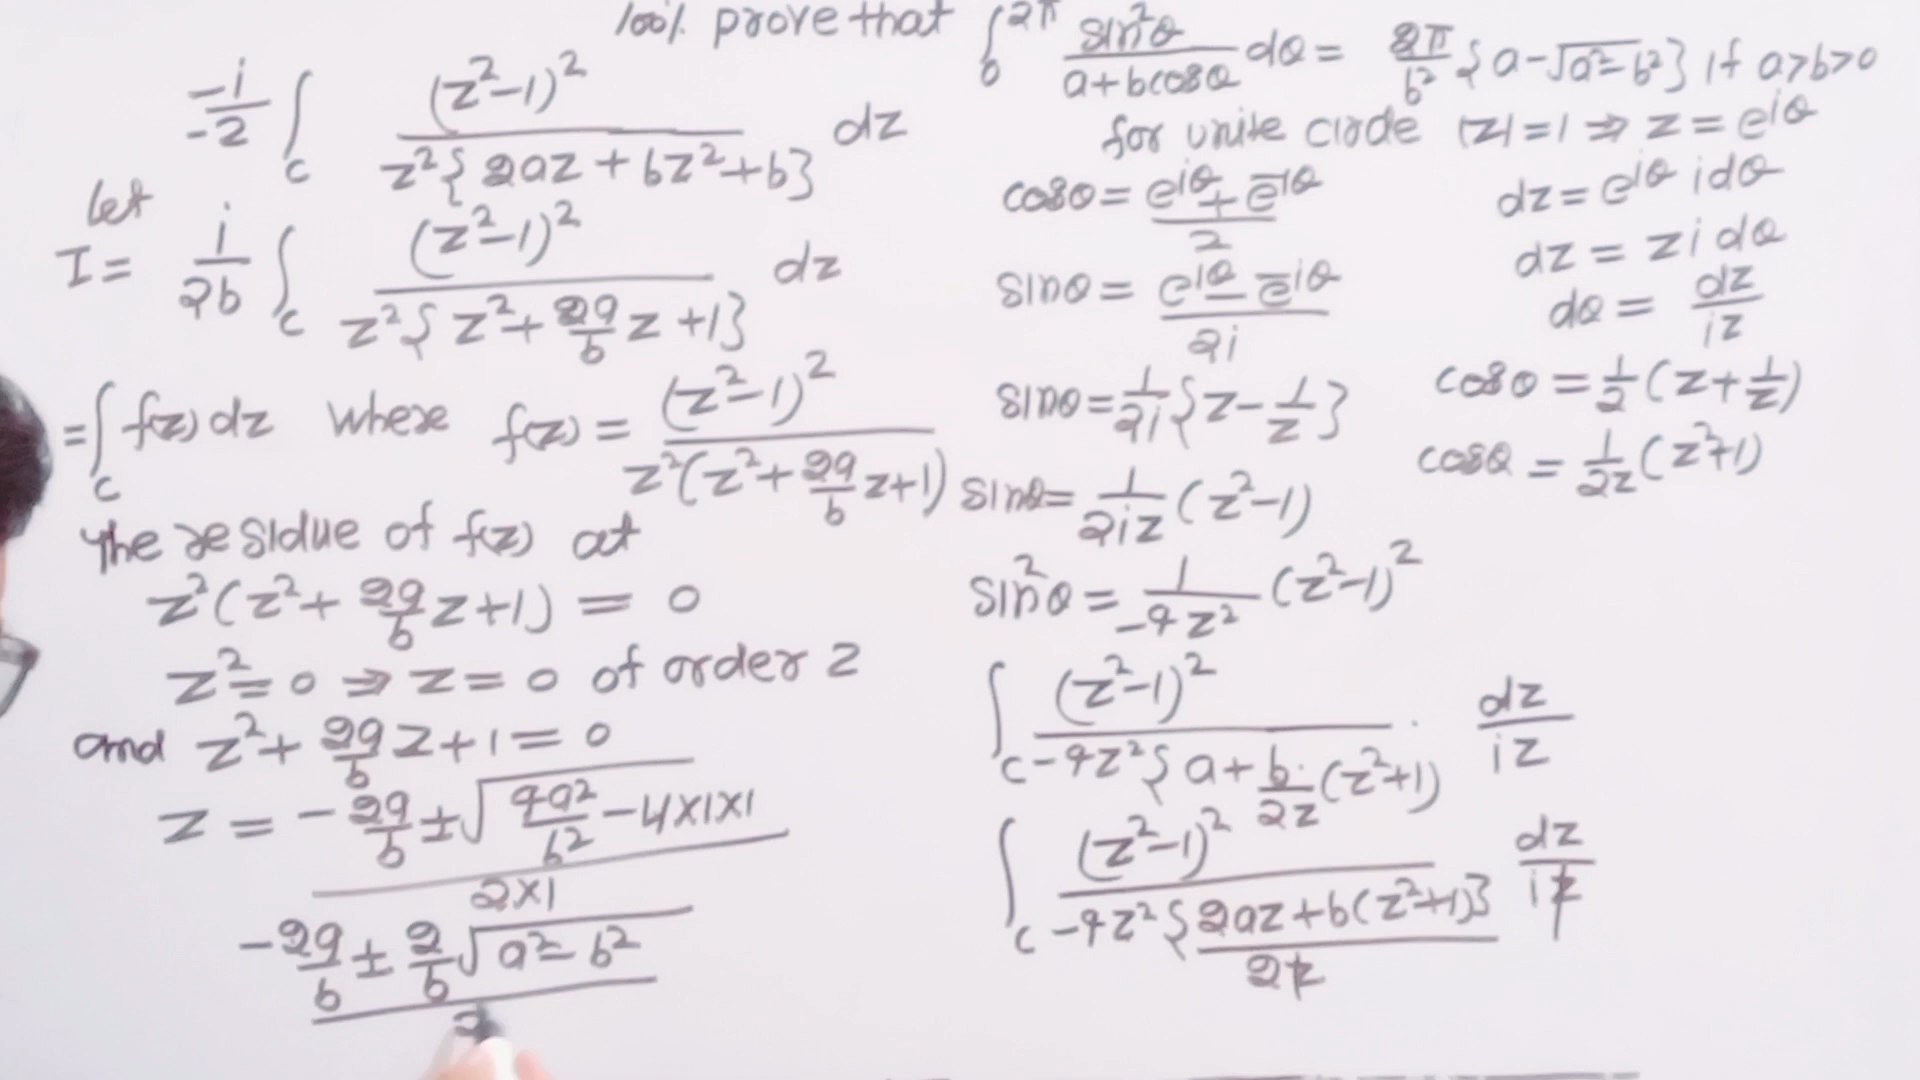 100% prove that ∫₀^2π sin²θ/(a+bcosθ) dθ = 2π/b² {a-√(a²-b²)} if a>b>0
for unite circle |z|=1 ⇒ z = e^iθ
cosθ = (e^iθ + e^-iθ)/2
dz = e^iθ idθ
dz = z i dθ
sinθ = (e^iθ - e^-iθ)/2i
dθ = dz/iz
sinθ = 1/2i {z - 1/z}
cosθ = 1/2 (z + 1/z)
cosθ = 1/2z (z²+1)
sinθ = 1/2iz (z²-1)
sin²θ = 1/-4z² (z²-1)²
∫_c (z²-1)²/(-4z²{a + b/2z (z²+1)}) · dz/iz
∫_c (z²-1)²/(-4z²{(2az + b(z²+1)}/2z) dz/iz
-i/-2 ∫_c (z²-1)²/(z²{2az + bz² + b}) dz
let
I = i/2b ∫_c (z²-1)²/(z²{z² + 2a/b z + 1}) dz
= ∫_c f(z) dz where f(z) = (z²-1)²/(z²(z² + 2a/b z + 1))
The residue of f(z) at
z²(z² + 2a/b z + 1) = 0
z² = 0 ⇒ z = 0 of order 2
and z² + 2a/b z + 1 = 0
z = (-2a/b ± √(4a²/b² - 4×1×1))/(2×1)
(-2a/b ± 2/b √(a² - b²))/2